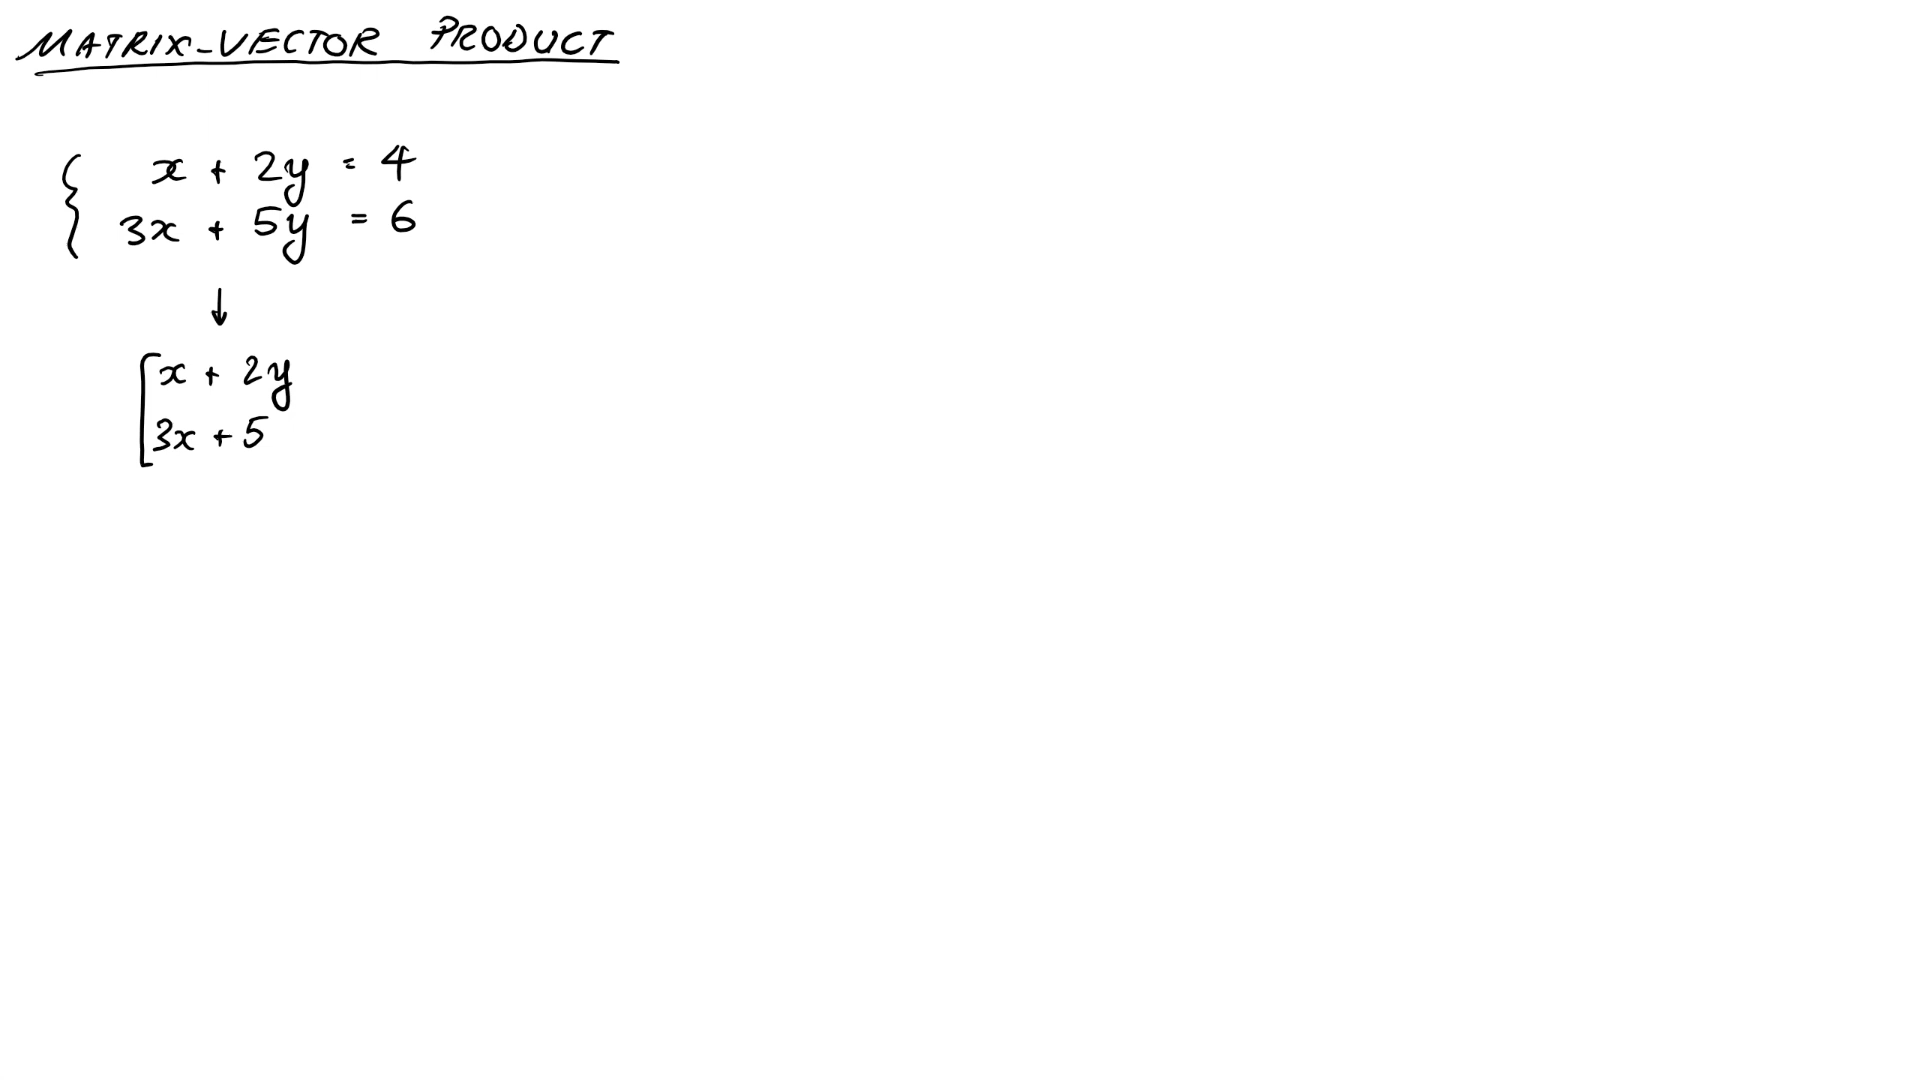 MATRIX-VECTOR PRODUCT
{ x + 2y = 4
3x + 5y = 6
↓
[ x + 2y
3x + 5